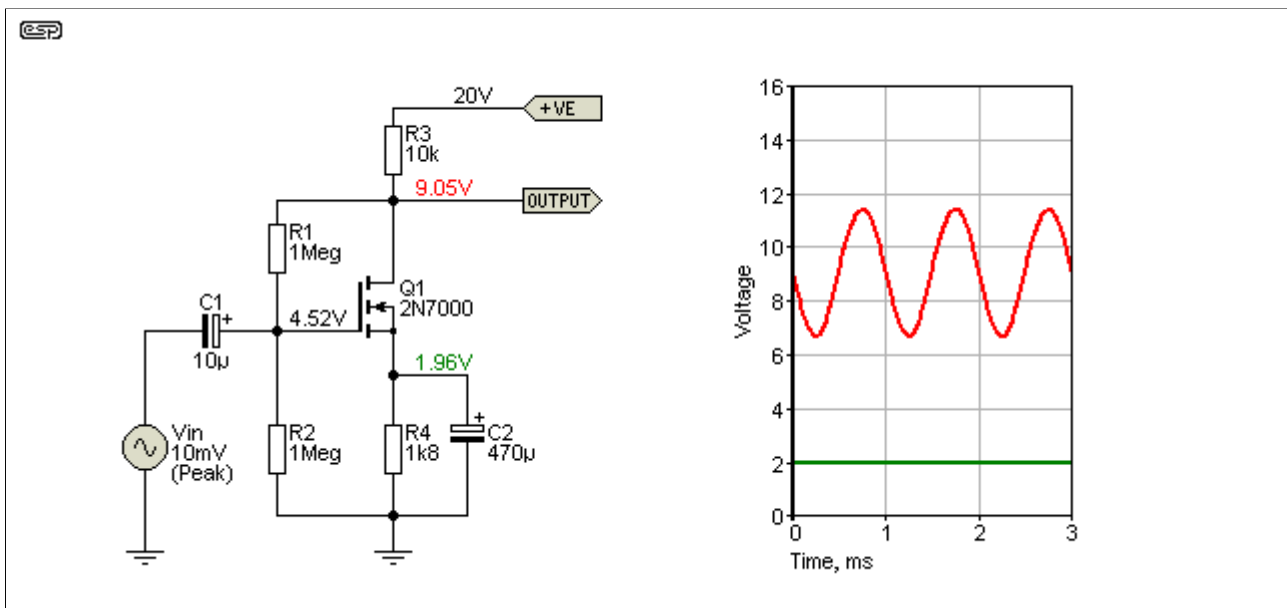 esp
20V
+VE
R3
10k
9.05V
OUTPUT
R1
1Meg
Q1
2N7000
C1
+
4.52V
10µ
1.96V
Vin
10mV
(Peak)
R2
1Meg
R4
1k8
+
C2
470µ
16
14
12
10
8
6
4
2
0
Voltage
0
1
2
3
Time, ms